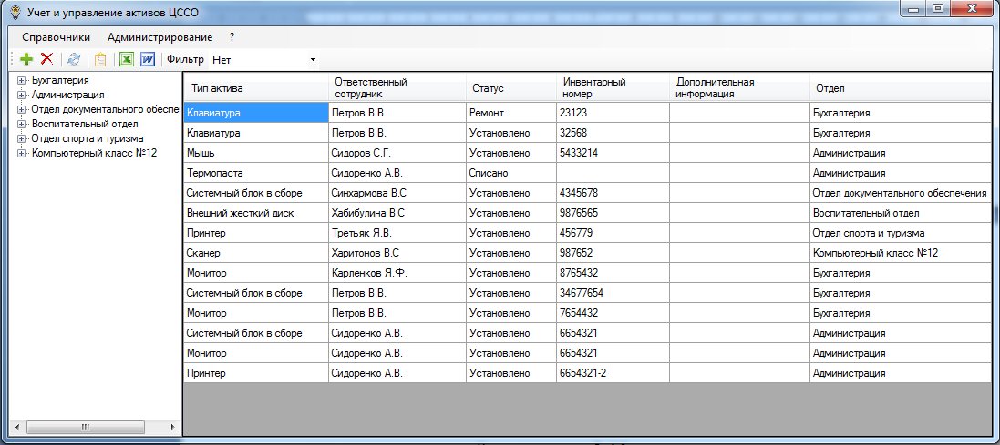 Учет и управление активов ЦССО
Справочники Администрирование ?
Фильтр Нет
Бухгалтерия
Администрация
Отдел документального обеспе
Воспитательный отдел
Отдел спорта и туризма
Компьютерный класс №12
Тип актива Ответственный сотрудник Статус Инвентарный номер Дополнительная информация Отдел
Клавиатура Петров В.В. Ремонт 23123 Бухгалтерия
Клавиатура Петров В.В. Установлено 32568 Бухгалтерия
Мышь Сидоров С.Г. Установлено 5433214 Администрация
Термопаста Сидоренко А.В. Списано Администрация
Системный блок в сборе Синхармова В.С Установлено 4345678 Отдел документального обеспечения
Внешний жесткий диск Хабибулина В.С Установлено 9876565 Воспитательный отдел
Принтер Третьяк Я.В. Установлено 456779 Отдел спорта и туризма
Сканер Харитонов В.С Установлено 987652 Компьютерный класс №12
Монитор Карленков Я.Ф. Установлено 8765432 Бухгалтерия
Системный блок в сборе Петров В.В. Установлено 34677654 Бухгалтерия
Монитор Петров В.В. Установлено 7654432 Бухгалтерия
Системный блок в сборе Сидоренко А.В. Установлено 6654321 Администрация
Монитор Сидоренко А.В. Установлено 6654321 Администрация
Принтер Сидоренко А.В. Установлено 6654321-2 Администрация